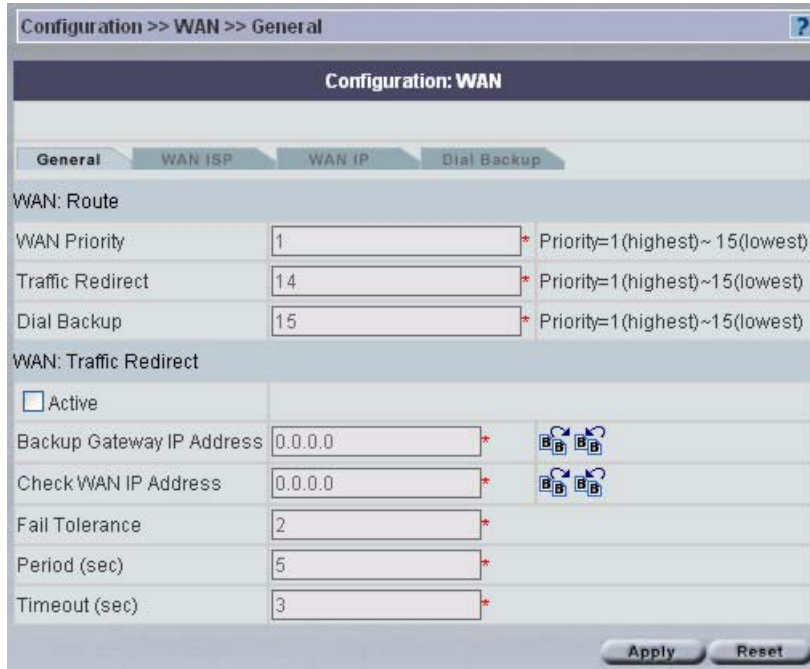 Configuration >> WAN >> General ?
Configuration: WAN
General WAN ISP WAN IP Dial Backup
WAN: Route
WAN Priority 1 * Priority=1(highest)~ 15(lowest)
Traffic Redirect 14 * Priority=1(highest)~15(lowest)
Dial Backup 15 * Priority=1(highest)~15(lowest)
WAN: Traffic Redirect
Active
Backup Gateway IP Address 0.0.0.0 * B B B B
Check WAN IP Address 0.0.0.0 * B B B B
Fail Tolerance 2 *
Period (sec) 5 *
Timeout (sec) 3 *
Apply Reset